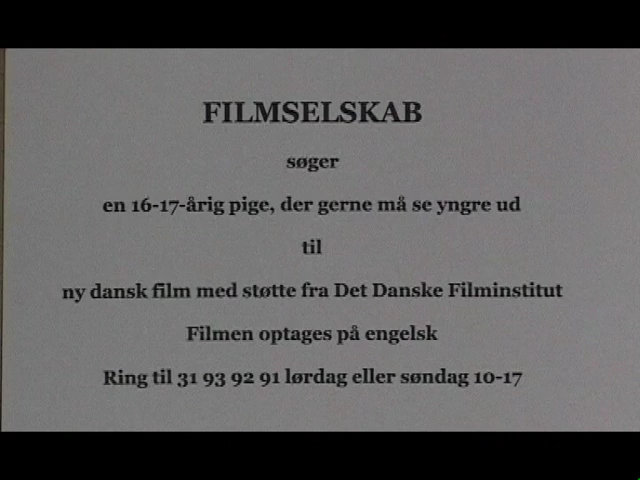 FILMSELSKAB
søger
en 16-17-årig pige, der gerne må se yngre ud
til
ny dansk film med støtte fra Det Danske Filminstitut
Filmen optages på engelsk
Ring til 31 93 92 91 lørdag eller søndag 10-17